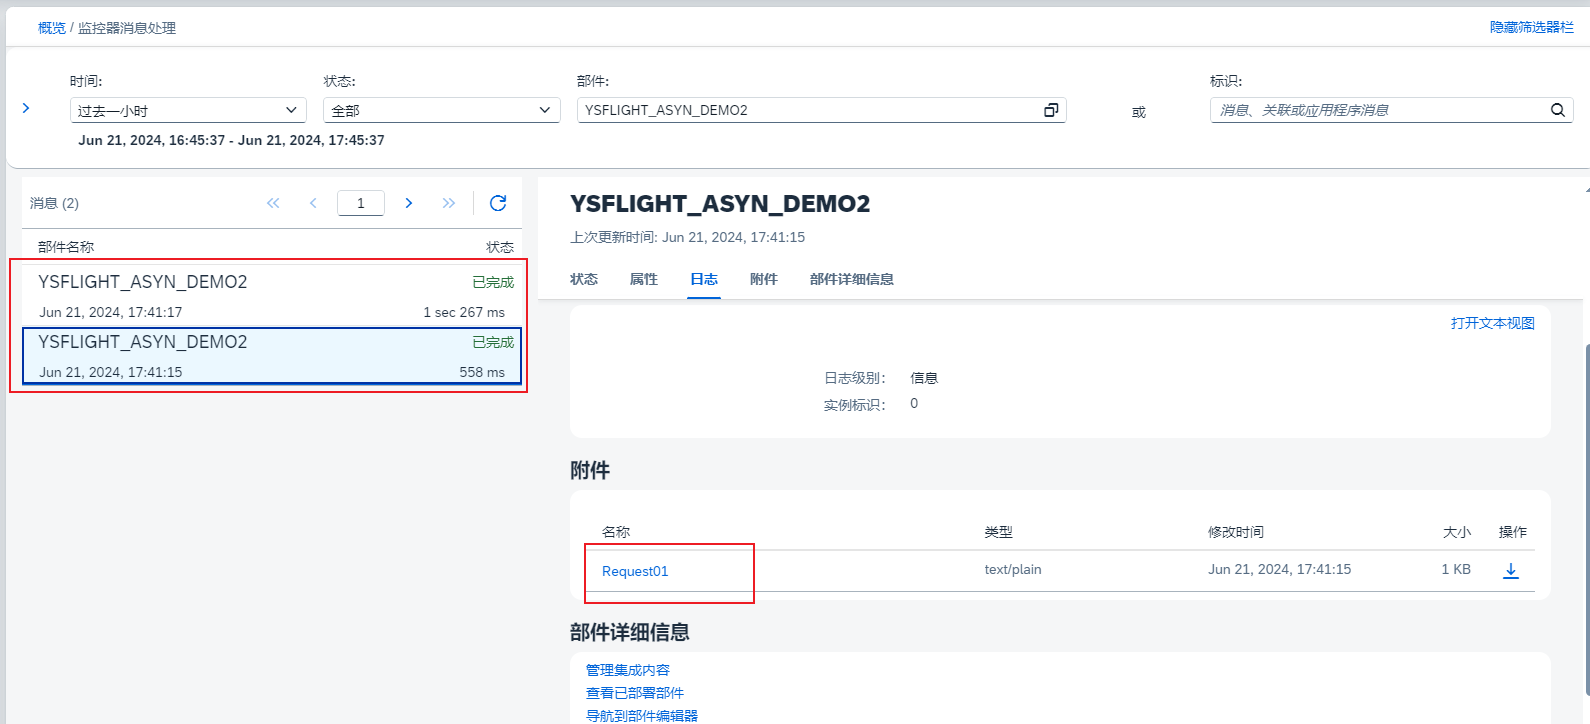 概览 / 监控器消息处理
隐藏筛选器栏
时间:
状态:
部件:
标识:
过去一小时
全部
YSFLIGHT_ASYN_DEMO2
或
消息、关联或应用程序消息
Jun 21, 2024, 16:45:37 - Jun 21, 2024, 17:45:37
消息 (2)
1
部件名称
状态
YSFLIGHT_ASYN_DEMO2
已完成
Jun 21, 2024, 17:41:17
1 sec 267 ms
YSFLIGHT_ASYN_DEMO2
已完成
Jun 21, 2024, 17:41:15
558 ms
YSFLIGHT_ASYN_DEMO2
上次更新时间: Jun 21, 2024, 17:41:15
状态
属性
日志
附件
部件详细信息
打开文本视图
日志级别: 信息
实例标识: 0
附件
名称
类型
修改时间
大小
操作
Request01
text/plain
Jun 21, 2024, 17:41:15
1 KB
部件详细信息
管理集成内容
查看已部署部件
导航到部件编辑器